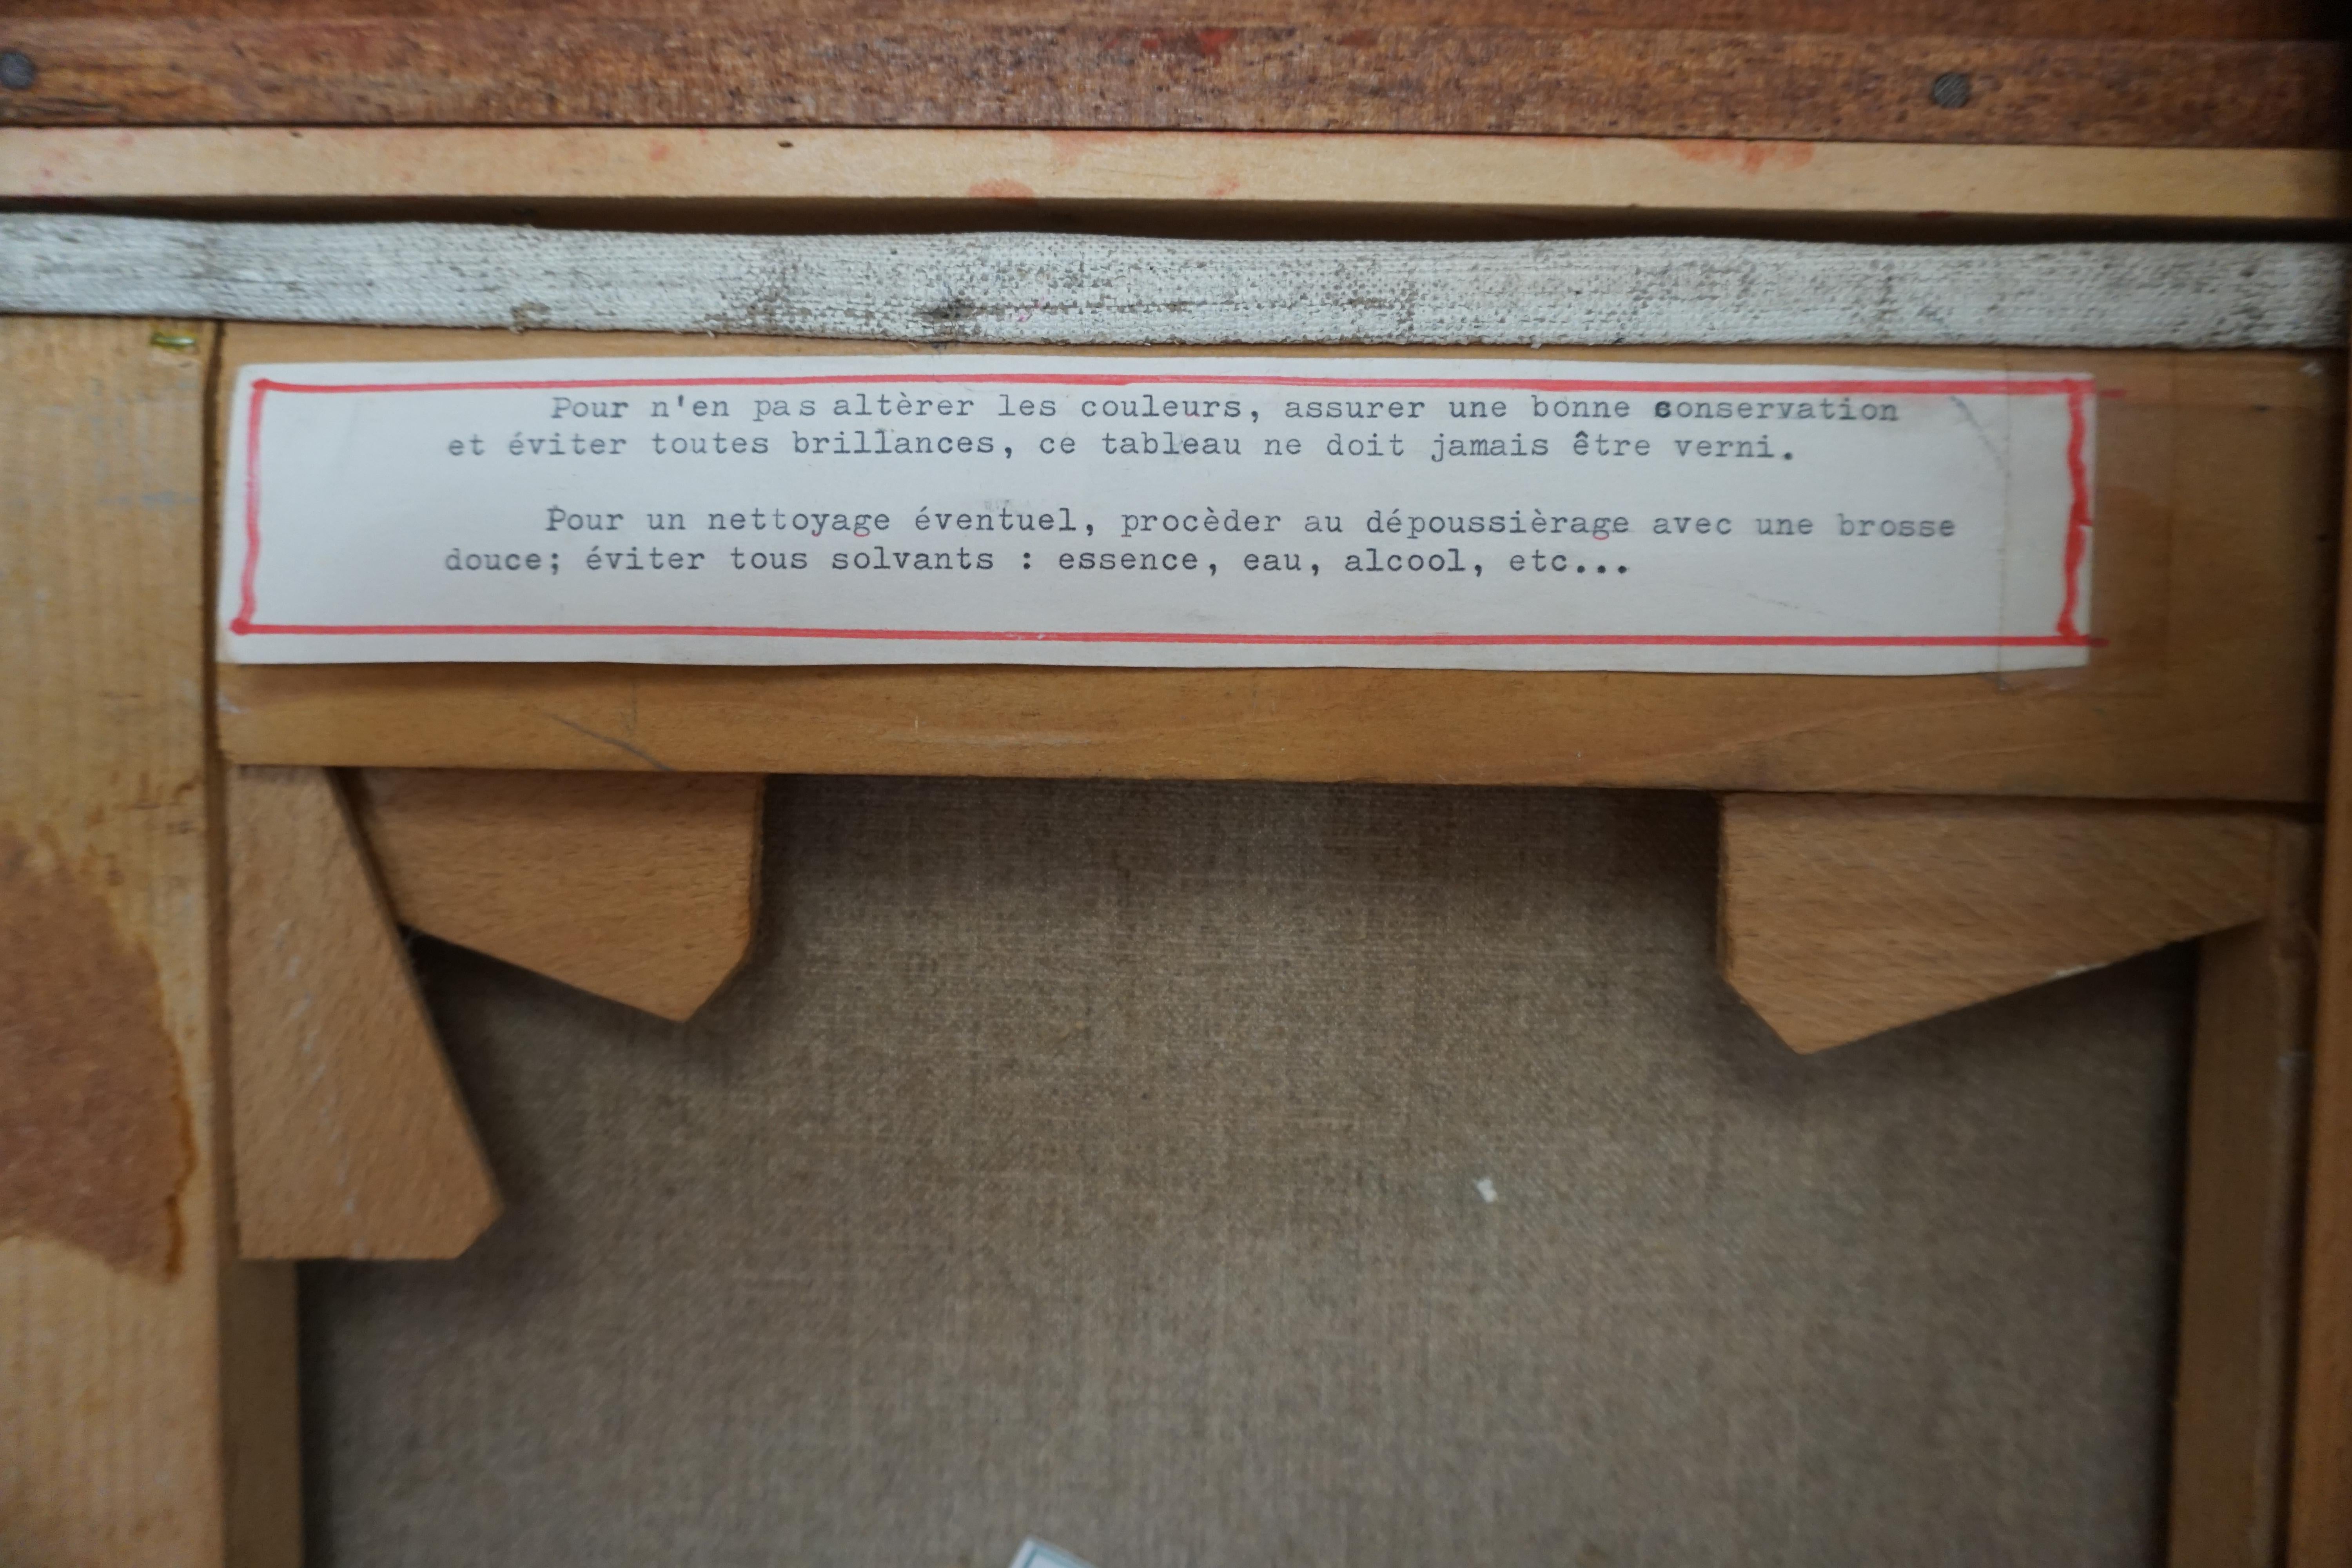 Pour n'en pas altèrer les couleurs, assurer une bonne conservation
et éviter toutes brillances, ce tableau ne doit jamais être verni.
Pour un nettoyage éventuel, procèder au dépoussièrage avec une brosse
douce; éviter tous solvants : essence, eau, alcool, etc...